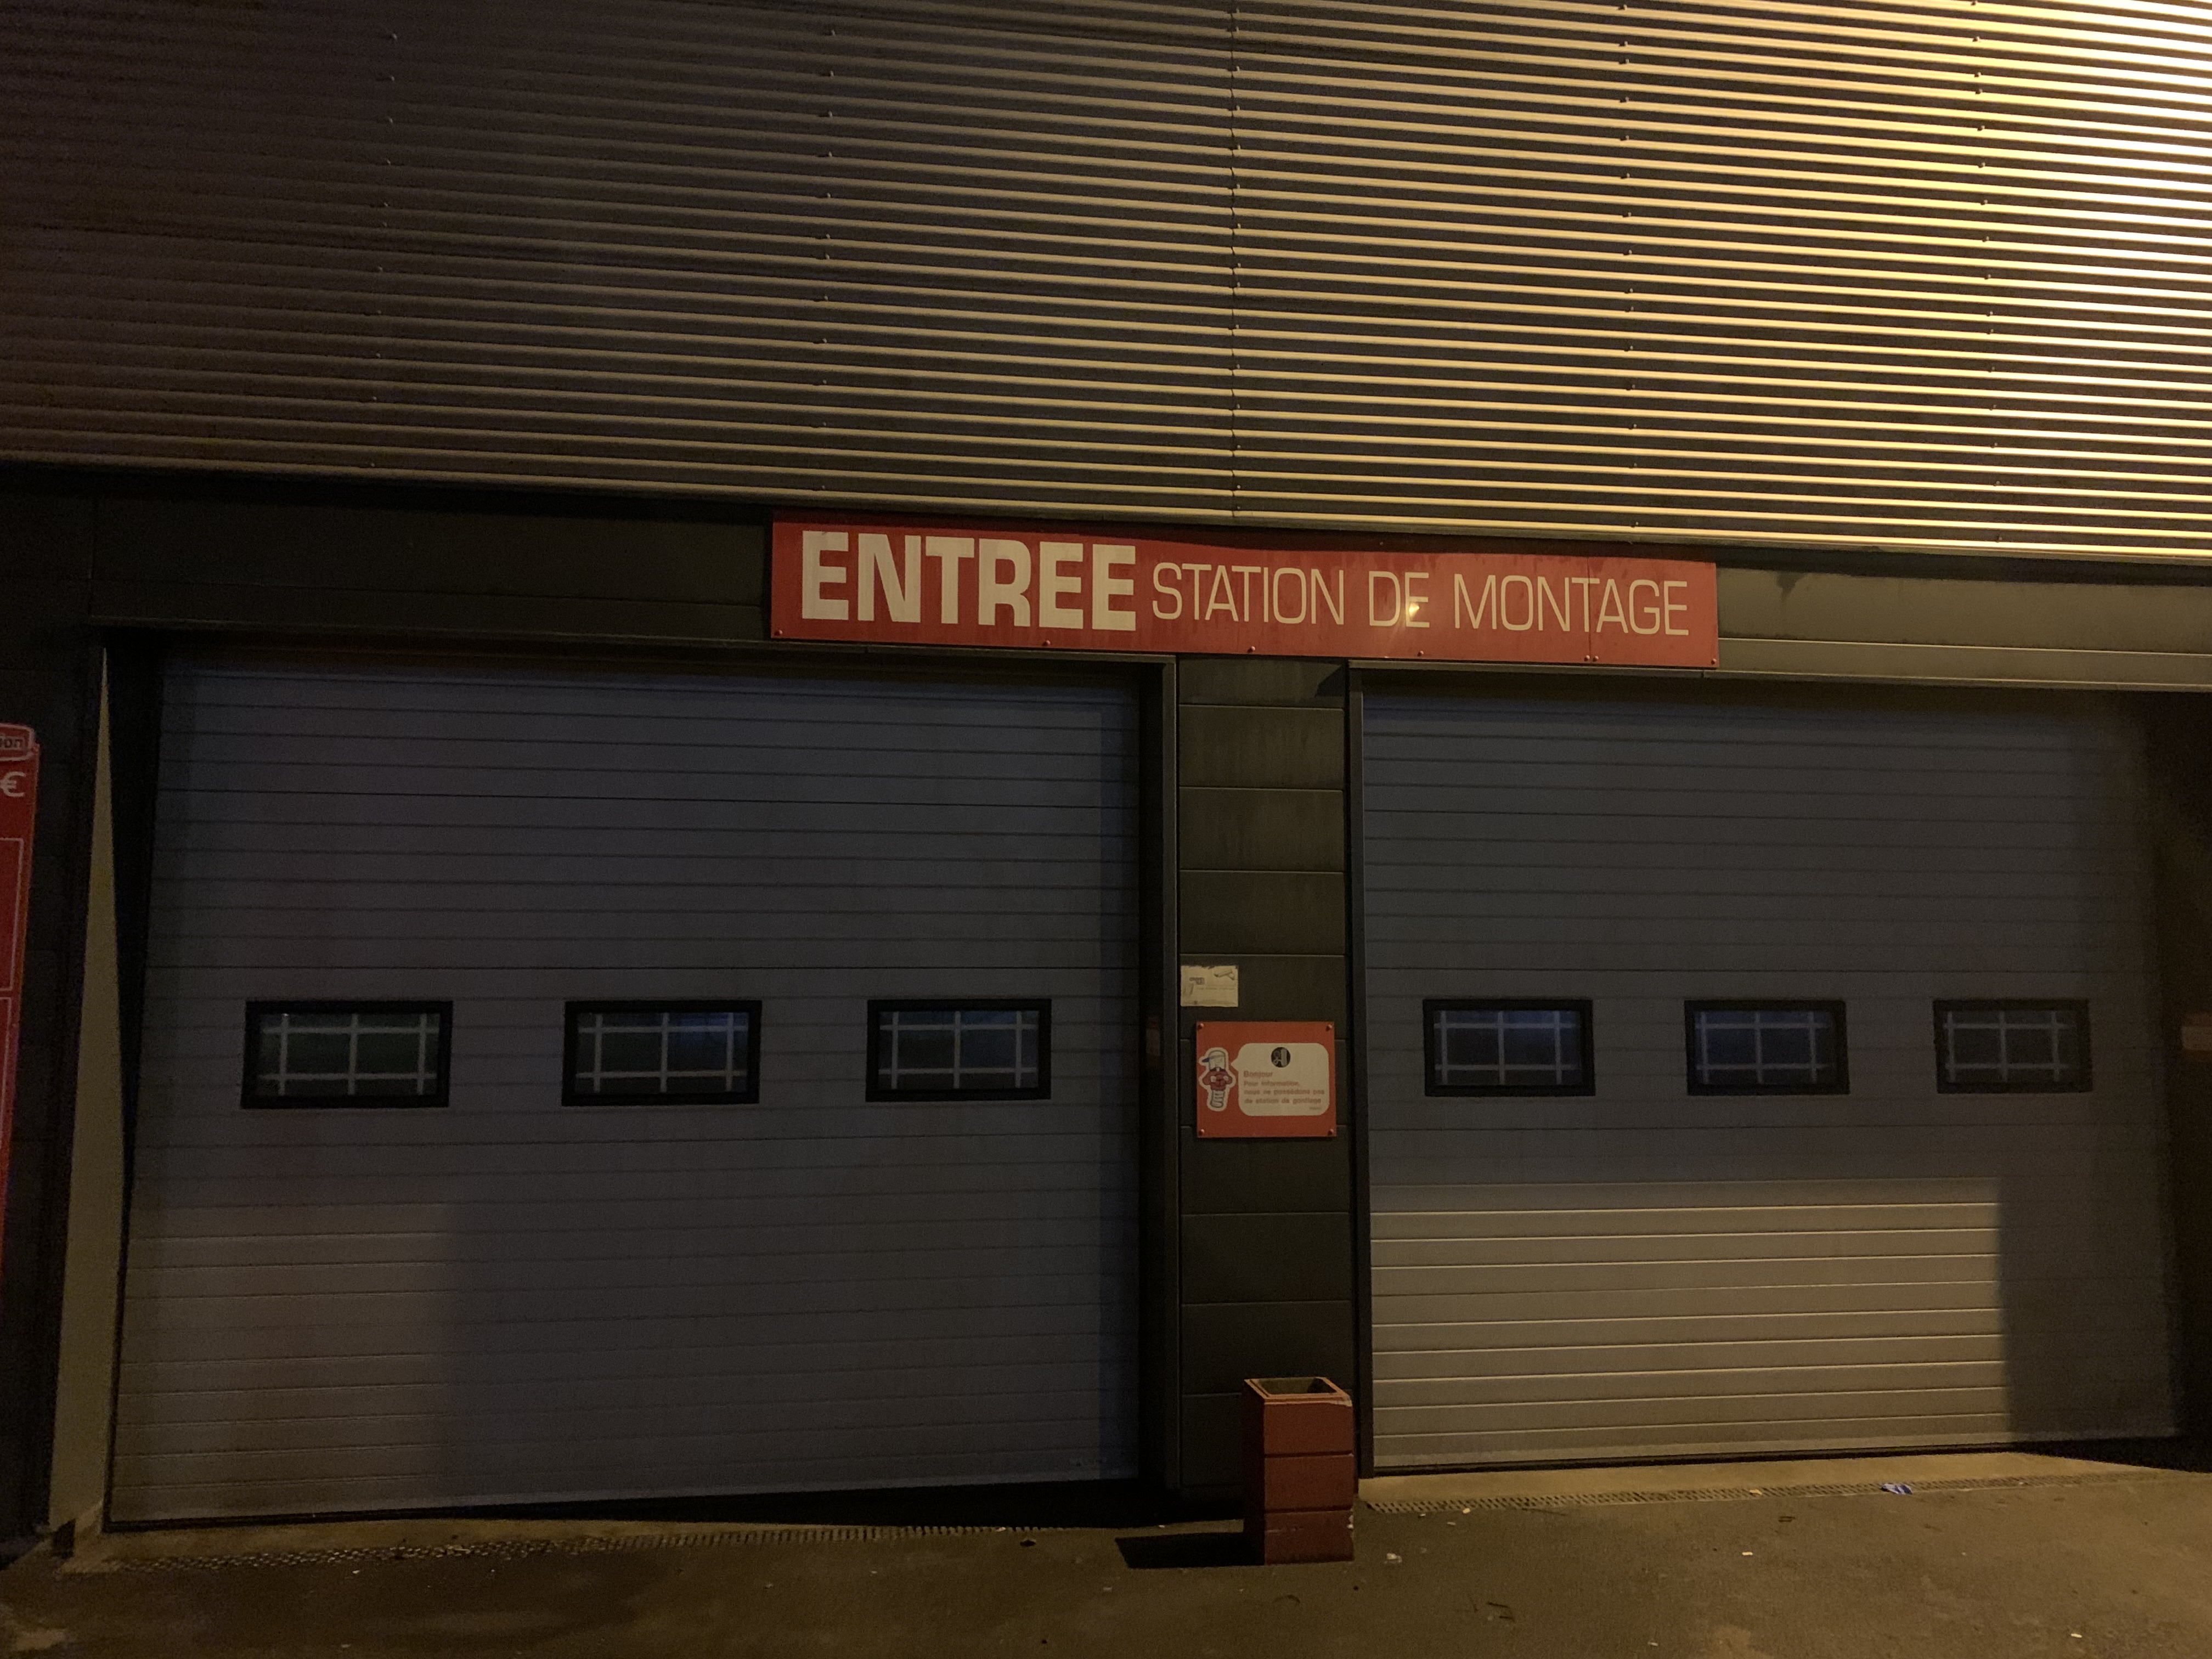 ENTREE STATION DE MONTAGE
€
Bonjour
Pour information,
nous ne possédons pas
de station de gonflage